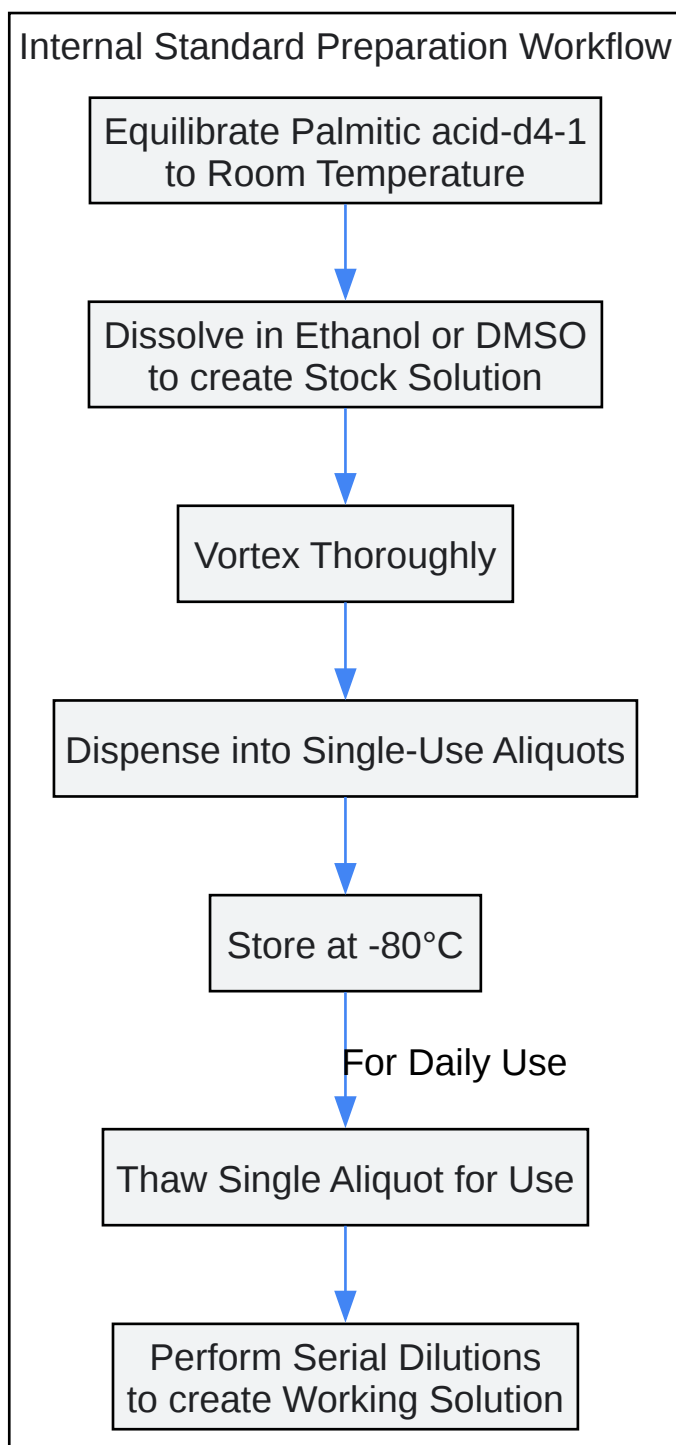 Internal Standard Preparation Workflow
Equilibrate Palmitic acid-d4-1
to Room Temperature
Dissolve in Ethanol or DMSO
to create Stock Solution
Vortex Thoroughly
Dispense into Single-Use Aliquots
Store at -80°C
For Daily Use
Thaw Single Aliquot for Use
Perform Serial Dilutions
to create Working Solution